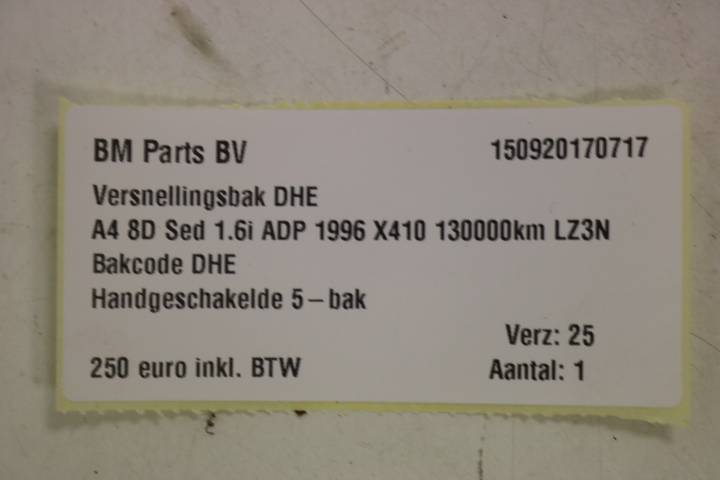 BM Parts BV 150920170717
Versnellingsbak DHE
A4 8D Sed 1.6i ADP 1996 X410 130000km LZ3N
Bakcode DHE
Handgeschakelde 5-bak
Verz: 25
250 euro inkl. BTW Aantal: 1